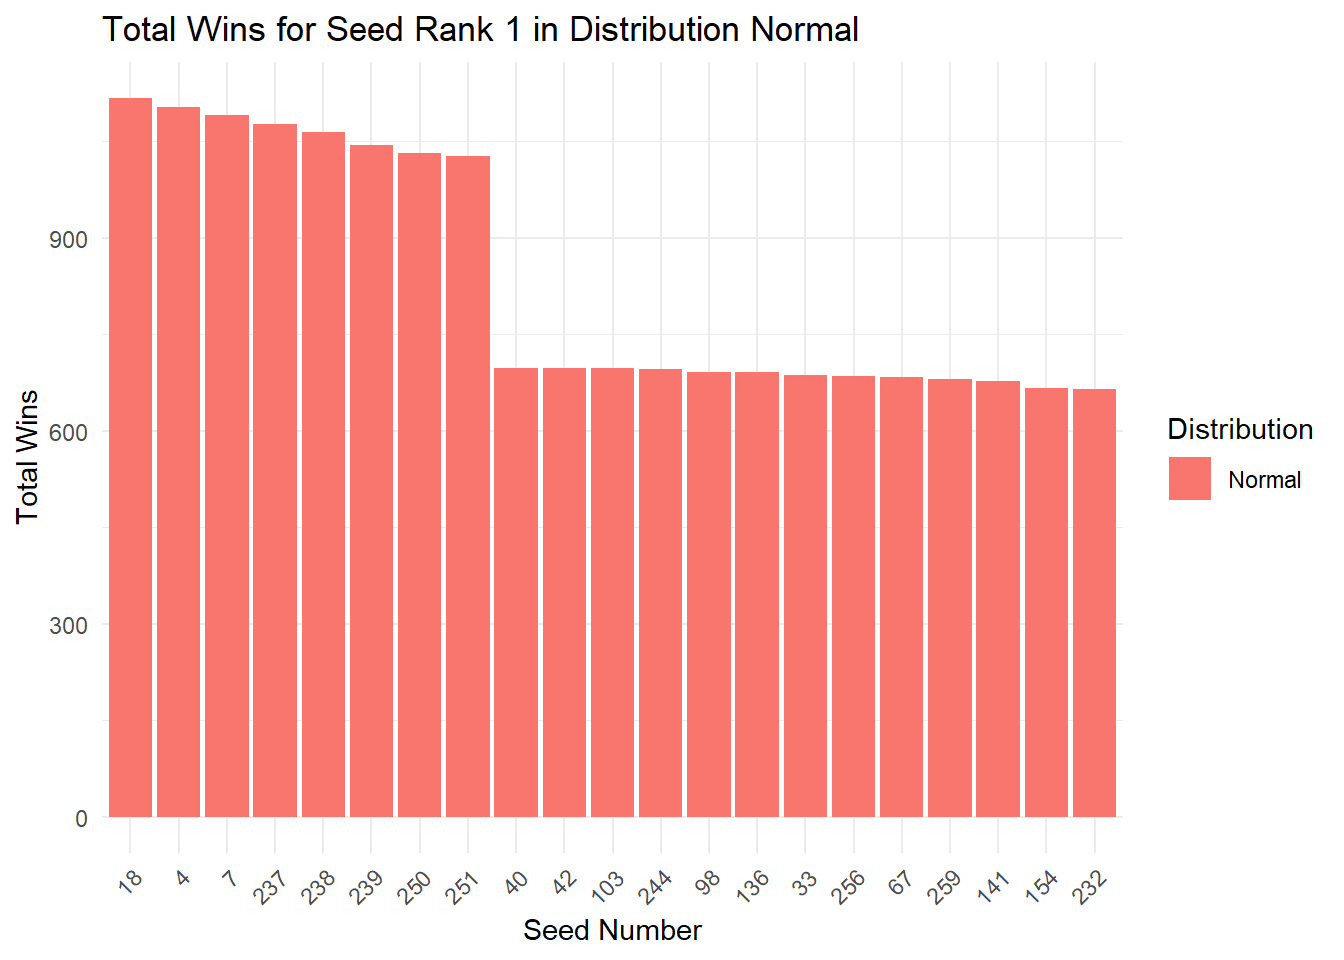 Total Wins for Seed Rank 1 in Distribution Normal
Total Wins
900
600
300
0
18 4 7 237 238 239 250 251 40 42 103 244 98 136 33 256 67 259 141 154 232
Seed Number
Distribution
Normal